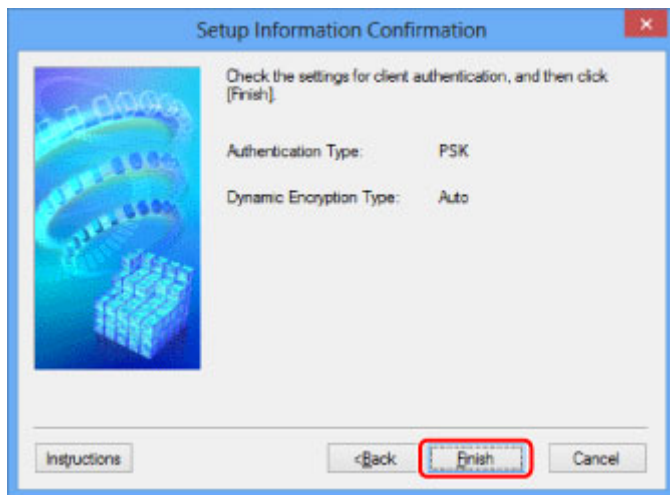 Setup Information Confirmation
Check the settings for client authentication, and then click
[Finish].
Authentication Type: PSK
Dynamic Encryption Type: Auto
Instructions <Back Finish Cancel